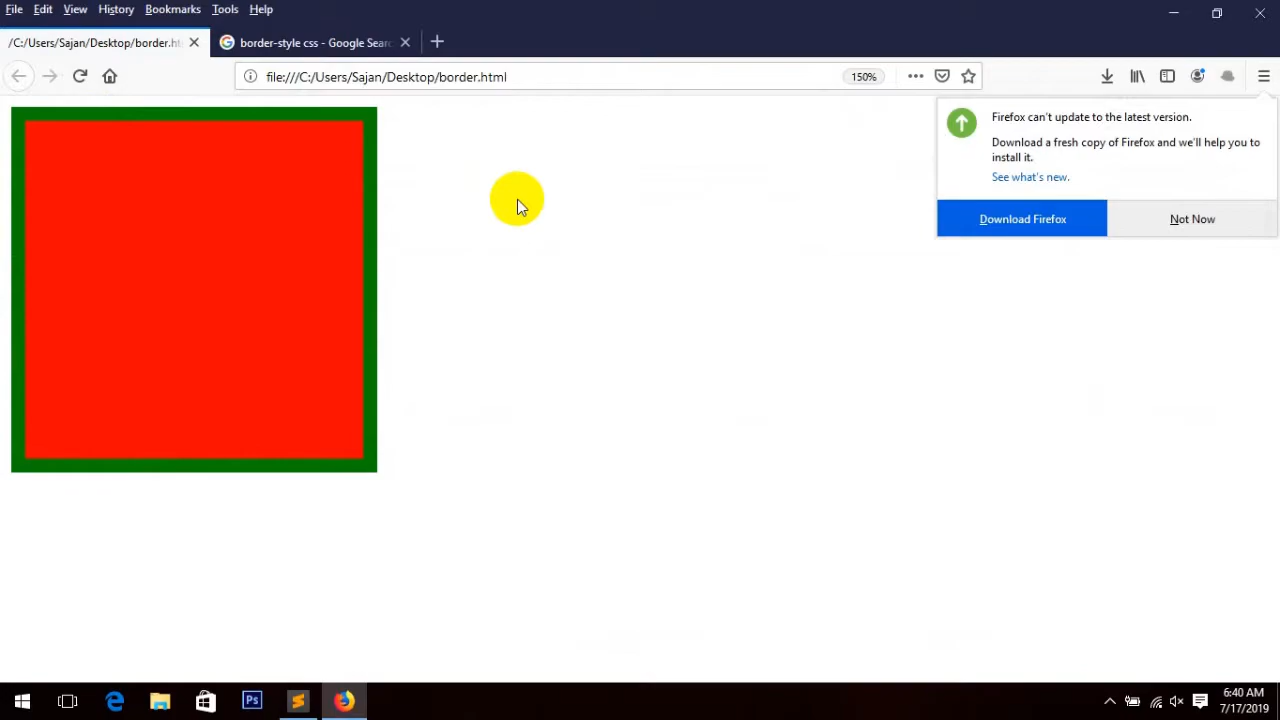 File Edit View History Bookmarks Tools Help
/C:/Users/Sajan/Desktop/border.ht
border-style css - Google Searc
file:///C:/Users/Sajan/Desktop/border.html
150%
Firefox can't update to the latest version.
Download a fresh copy of Firefox and we'll help you to
install it.
See what's new.
Download Firefox
Not Now
Ps
6:40 AM
7/17/2019